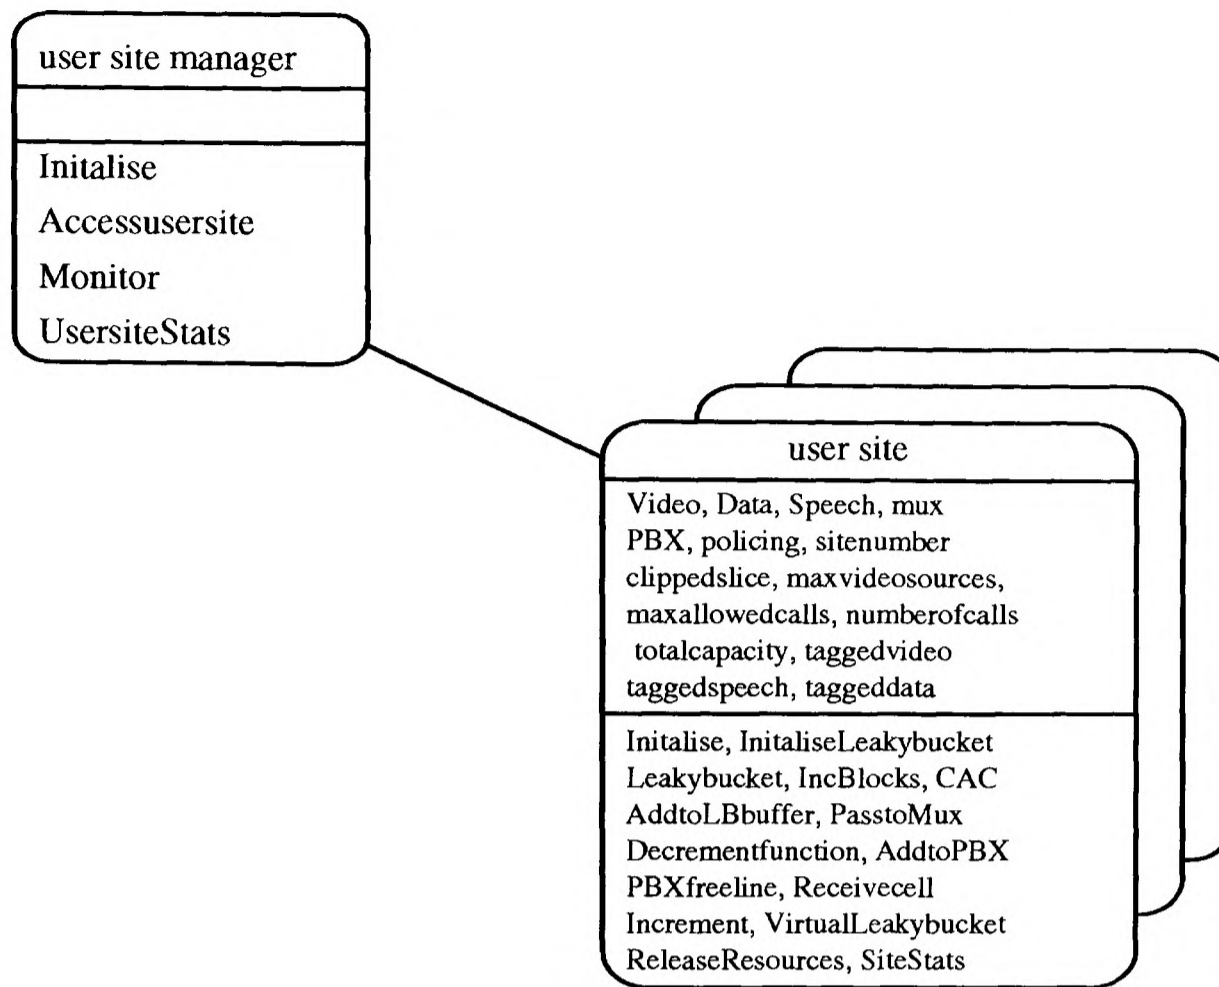 user site manager
Initalise
Accessusersite
Monitor
UsersiteStats
user site
Video, Data, Speech, mux
PBX, policing, sitenumber
clippedslice, maxvideosources,
maxallowedcalls, numberofcalls
totalcapacity, taggedvideo
taggedspeech, taggeddata
Initalise, InitaliseLeakybucket
Leakybucket, IncBlocks, CAC
AddtoLBbuffer, PasstoMux
Decrementfunction, AddtoPBX
PBXfreeline, Receivecell
Increment, VirtualLeakybucket
ReleaseResources, SiteStats